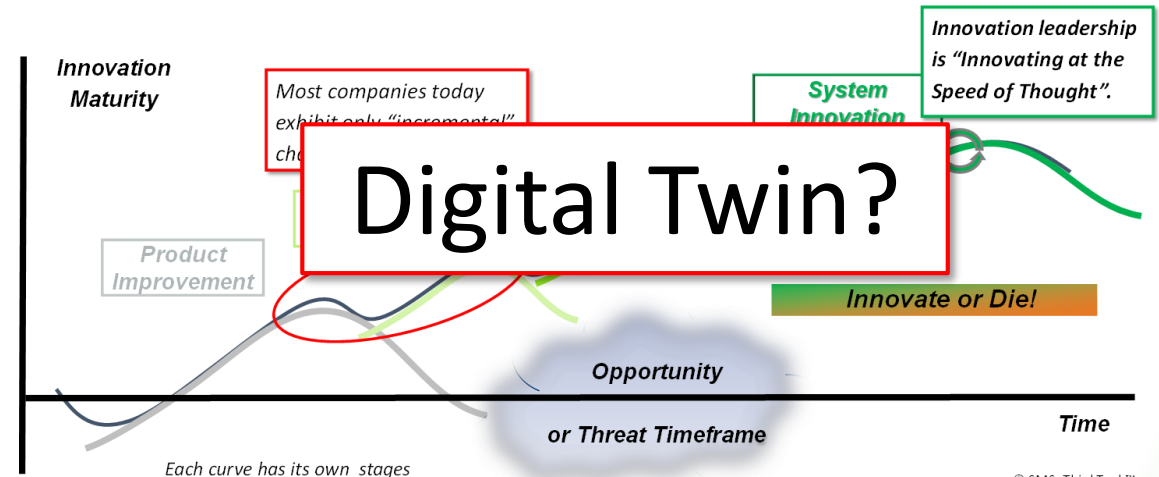 Innovation leadership
is “Innovating at the
Speed of Thought”.
Innovation
Maturity
Most companies today
exhibit only “incremental”
System
Innovation
Digital Twin?
Product
Improvement
Innovate or Die!
Opportunity
or Threat Timeframe
Time
Each curve has its own stages